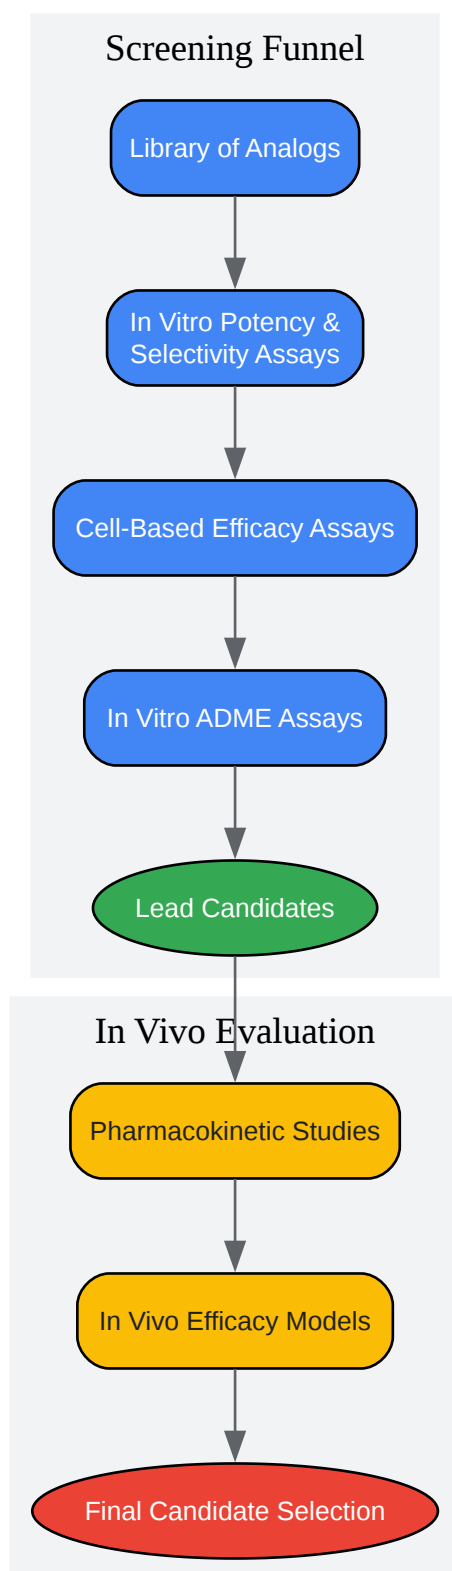 Screening Funnel
Library of Analogs
In Vitro Potency &
Selectivity Assays
Cell-Based Efficacy Assays
In Vitro ADME Assays
Lead Candidates
In Vivo Evaluation
Pharmacokinetic Studies
In Vivo Efficacy Models
Final Candidate Selection